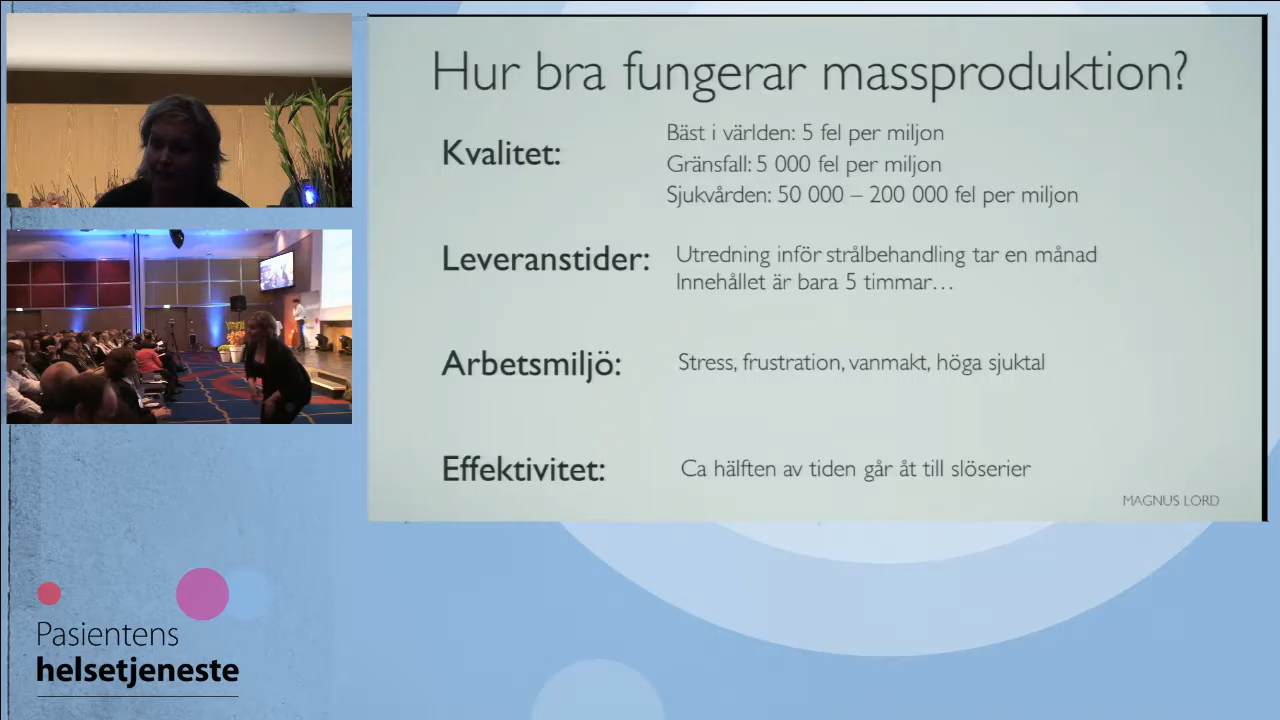 Hur bra fungerar massproduktion?
Kvalitet:
Bäst i världen: 5 fel per miljon
Gränsfall: 5 000 fel per miljon
Sjukvården: 50 000 – 200 000 fel per miljon
Leveranstider:
Utredning inför strålbehandling tar en månad
Innehållet är bara 5 timmar…
Arbetsmiljö:
Stress, frustration, vanmakt, höga sjuktal
Effektivitet:
Ca hälften av tiden går åt till slöserier
MAGNUS LORD
Pasientens
helsetjeneste